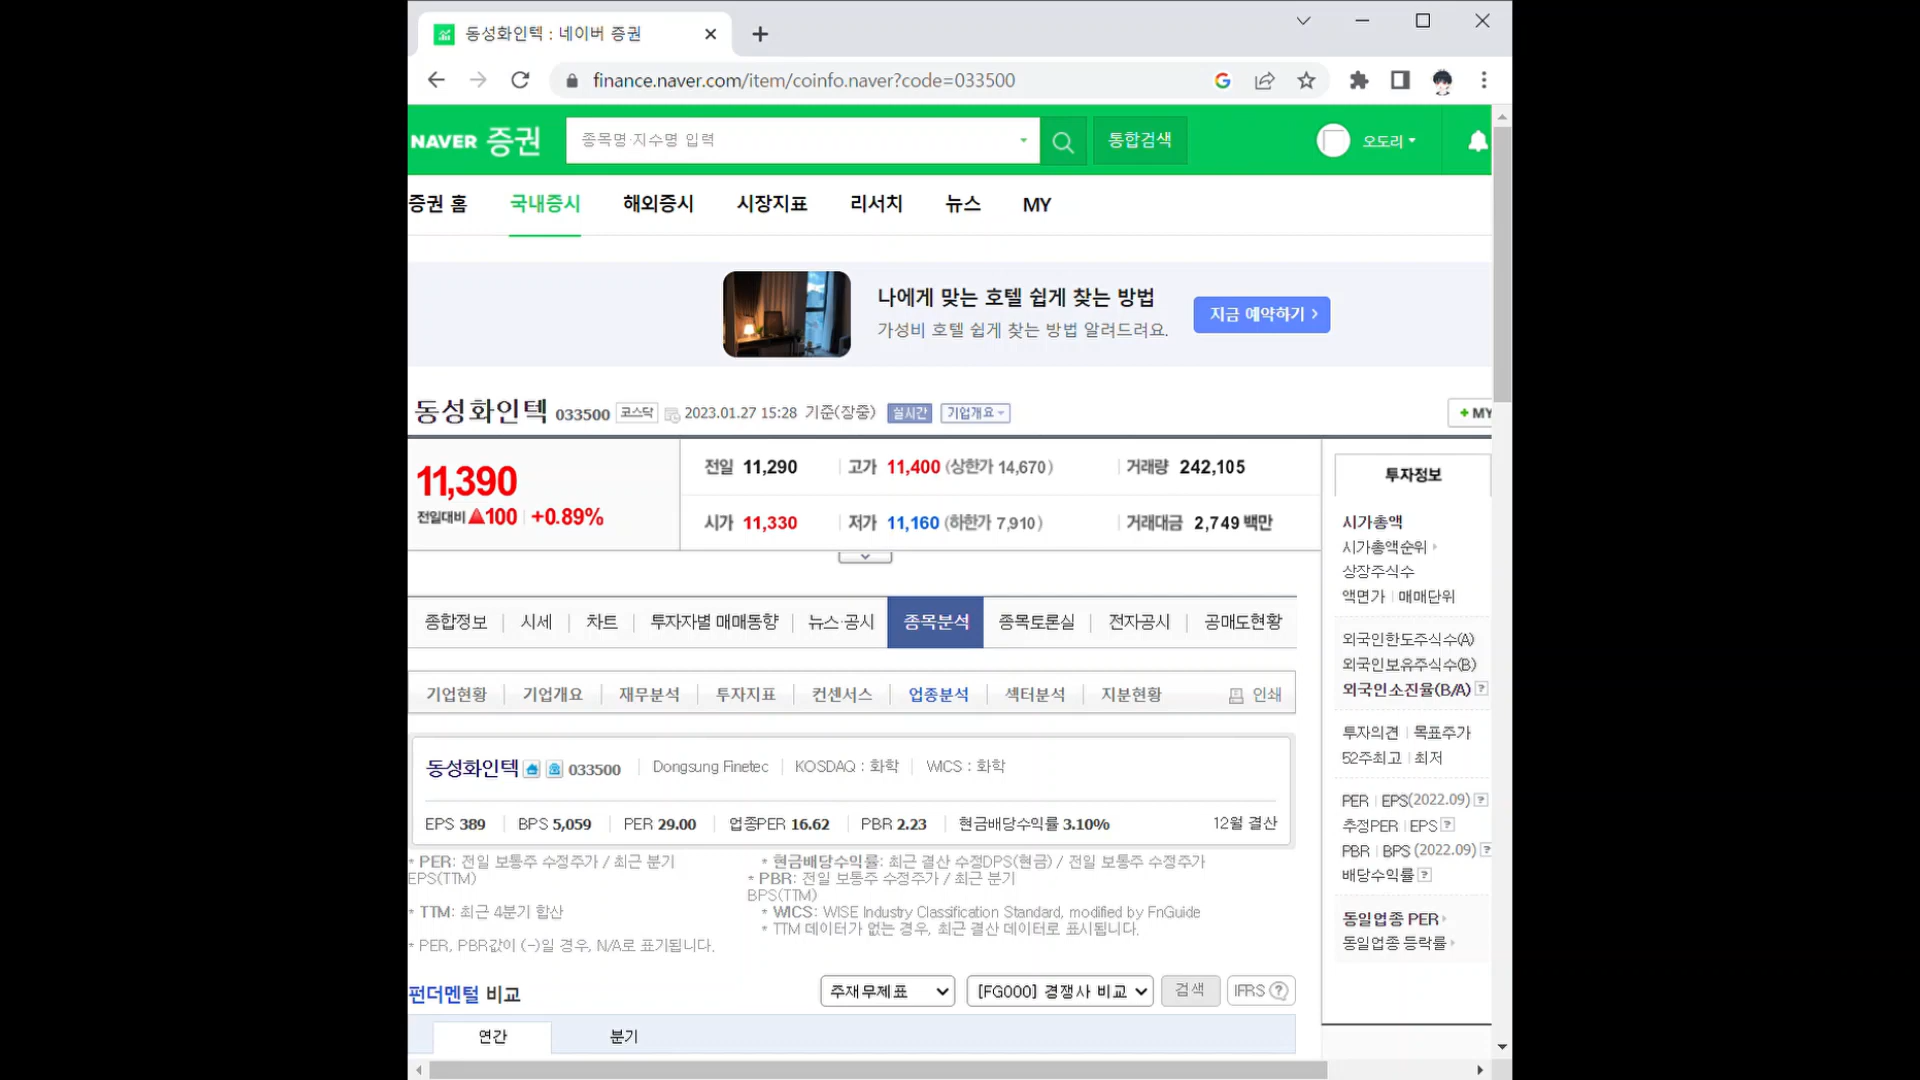 동성화인텍 : 네이버 증권
finance.naver.com/item/coinfo.naver?code=033500
NAVER 증권
종목명·지수명 입력
통합검색
오도리
증권 홈 국내증시 해외증시 시장지표 리서치 뉴스 MY
나에게 맞는 호텔 쉽게 찾는 방법
가성비 호텔 쉽게 찾는 방법 알려드려요.
지금 예약하기 >
동성화인텍 033500 코스닥 2023.01.27 15:28 기준(장중) 실시간 기업개요
+ MY
11,390
전일대비 ▲100 +0.89%
전일 11,290 고가 11,400 (상한가 14,670) 거래량 242,105
시가 11,330 저가 11,160 (하한가 7,910) 거래대금 2,749 백만
종합정보 시세 차트 투자자별 매매동향 뉴스·공시 종목분석 종목토론실 전자공시 공매도현황
기업현황 기업개요 재무분석 투자지표 컨센서스 업종분석 섹터분석 지분현황 인쇄
동성화인텍 033500 Dongsung Finetec KOSDAQ : 화학 WICS : 화학
EPS 389 BPS 5,059 PER 29.00 업종PER 16.62 PBR 2.23 현금배당수익률 3.10% 12월 결산
* PER: 전일 보통주 수정주가 / 최근 분기
EPS(TTM)
* TTM: 최근 4분기 합산
* PER, PBR값이 (-)일 경우, N/A로 표기됩니다.
* 현금배당수익률: 최근 결산 수정DPS(현금) / 전일 보통주 수정주가
* PBR: 전일 보통주 수정주가 / 최근 분기
BPS(TTM)
* WICS: WISE Industry Classification Standard, modified by FnGuide
* TTM 데이터가 없는 경우, 최근 결산 데이터로 표시됩니다.
펀더멘털 비교
주재무제표 [FG000] 경쟁사 비교 검색 IFRS ?
연간 분기
투자정보
시가총액
시가총액순위
상장주식수
액면가 | 매매단위
외국인한도주식수(A)
외국인보유주식수(B)
외국인소진율(B/A) ?
투자의견 | 목표주가
52주최고 | 최저
PER | EPS(2022.09) ?
추정PER | EPS ?
PBR | BPS (2022.09) ?
배당수익률 ?
동일업종 PER
동일업종 등락률